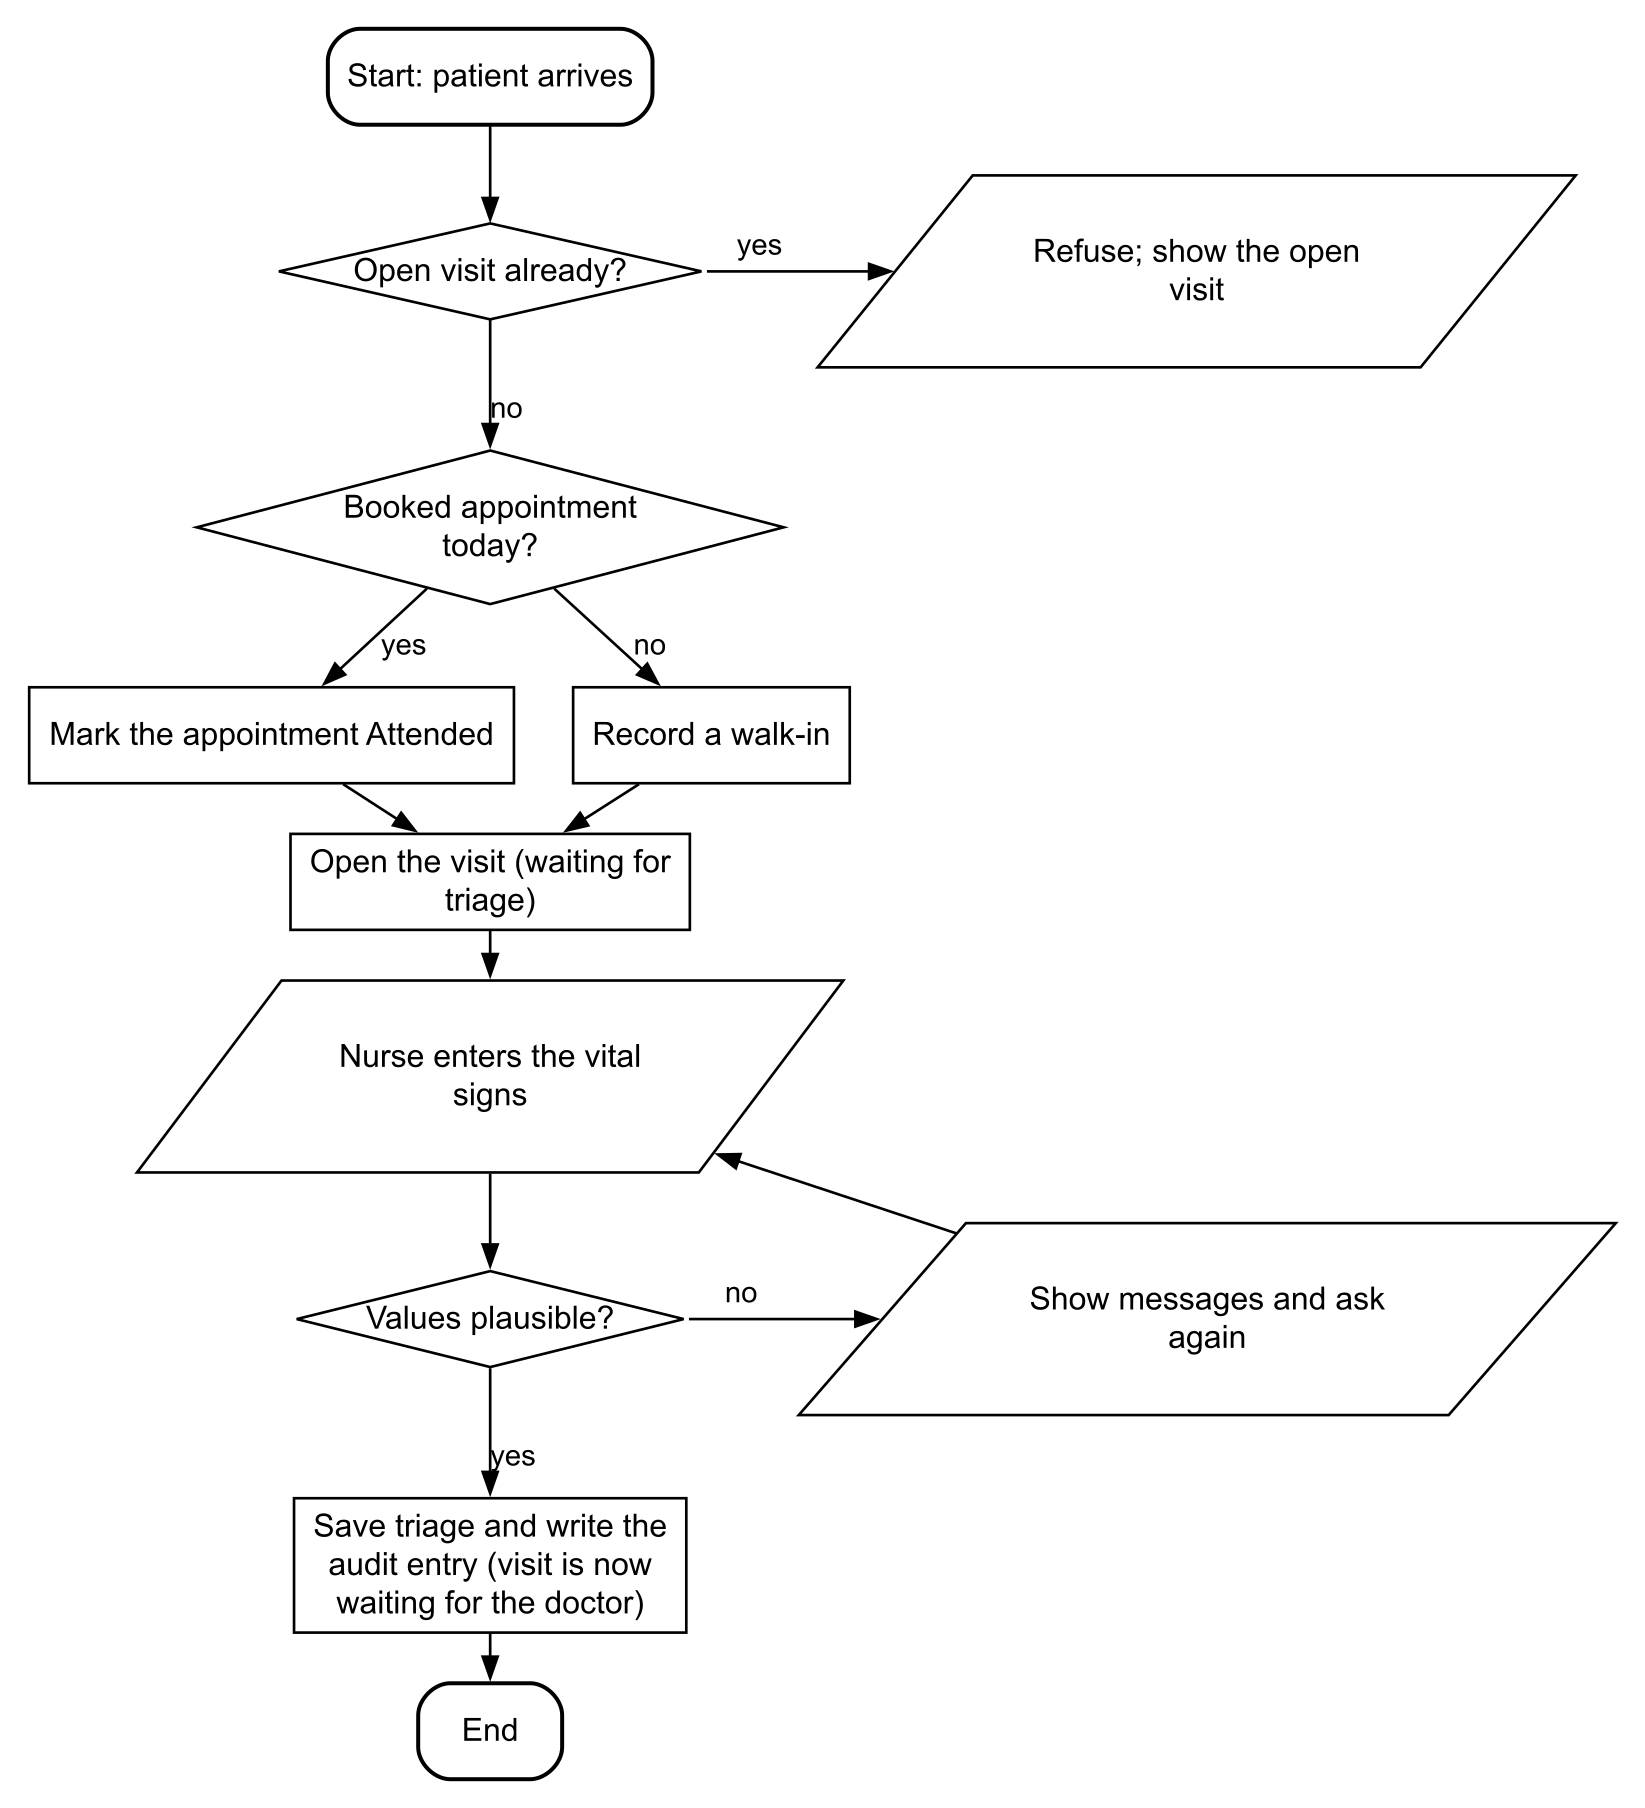 Start: patient arrives
Open visit already?
yes
Refuse; show the open
visit
no
Booked appointment
today?
yes
no
Mark the appointment Attended
Record a walk-in
Open the visit (waiting for
triage)
Nurse enters the vital
signs
Values plausible?
no
Show messages and ask
again
yes
Save triage and write the
audit entry (visit is now
waiting for the doctor)
End